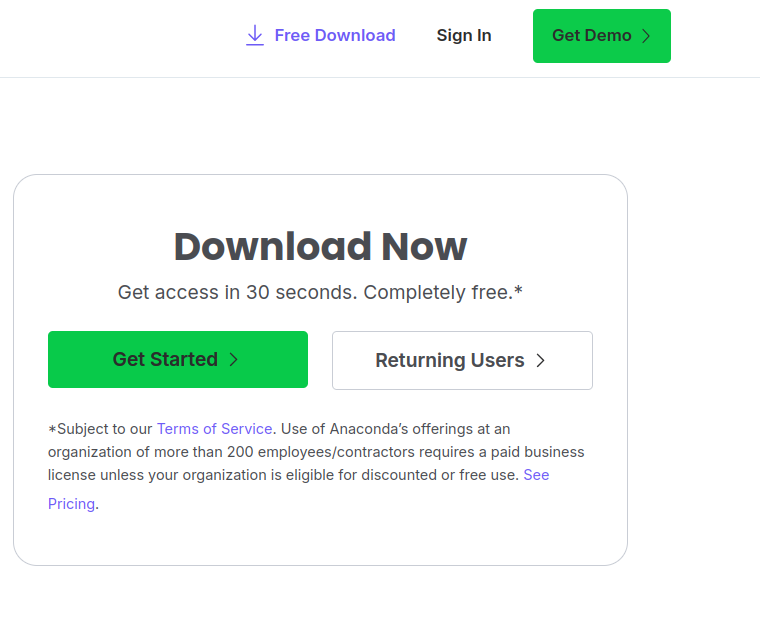 Free Download
Sign In
Get Demo
Download Now
Get access in 30 seconds. Completely free.*
Get Started
Returning Users
*Subject to our Terms of Service. Use of Anaconda’s offerings at an
organization of more than 200 employees/contractors requires a paid business
license unless your organization is eligible for discounted or free use. See
Pricing.